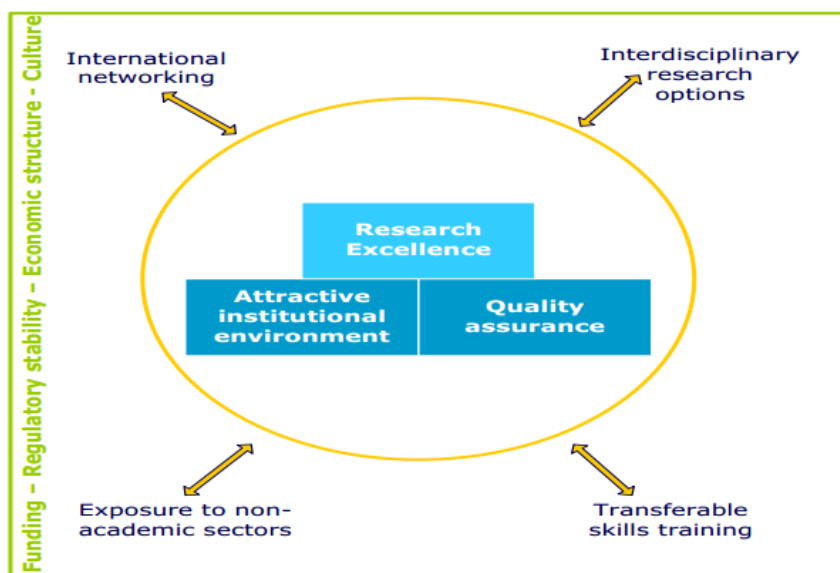 Funding – Regulatory stability – Economic structure - Culture
International
networking
Interdisciplinary
research
options
Research
Excellence
Attractive
institutional
environment
Quality
assurance
Exposure to non-
academic sectors
Transferable
skills training